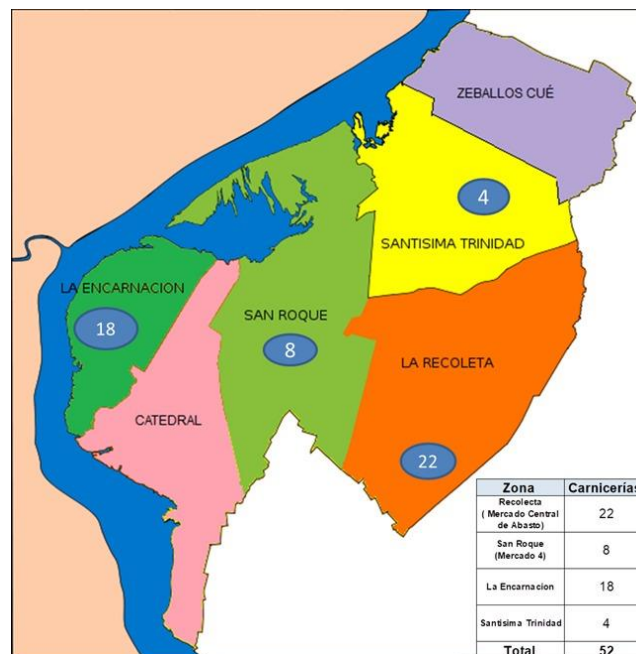 ZEBALLOS CUÉ
4
SANTISIMA TRINIDAD
LA ENCARNACION
18
SAN ROQUE
8
LA RECOLETA
CATEDRAL
22
Zona Carnicerías
Recolecta
( Mercado Central
de Abasto)
22
San Roque
(Mercado 4)
8
La Encarnacion 18
Santisima Trinidad 4
Total 52